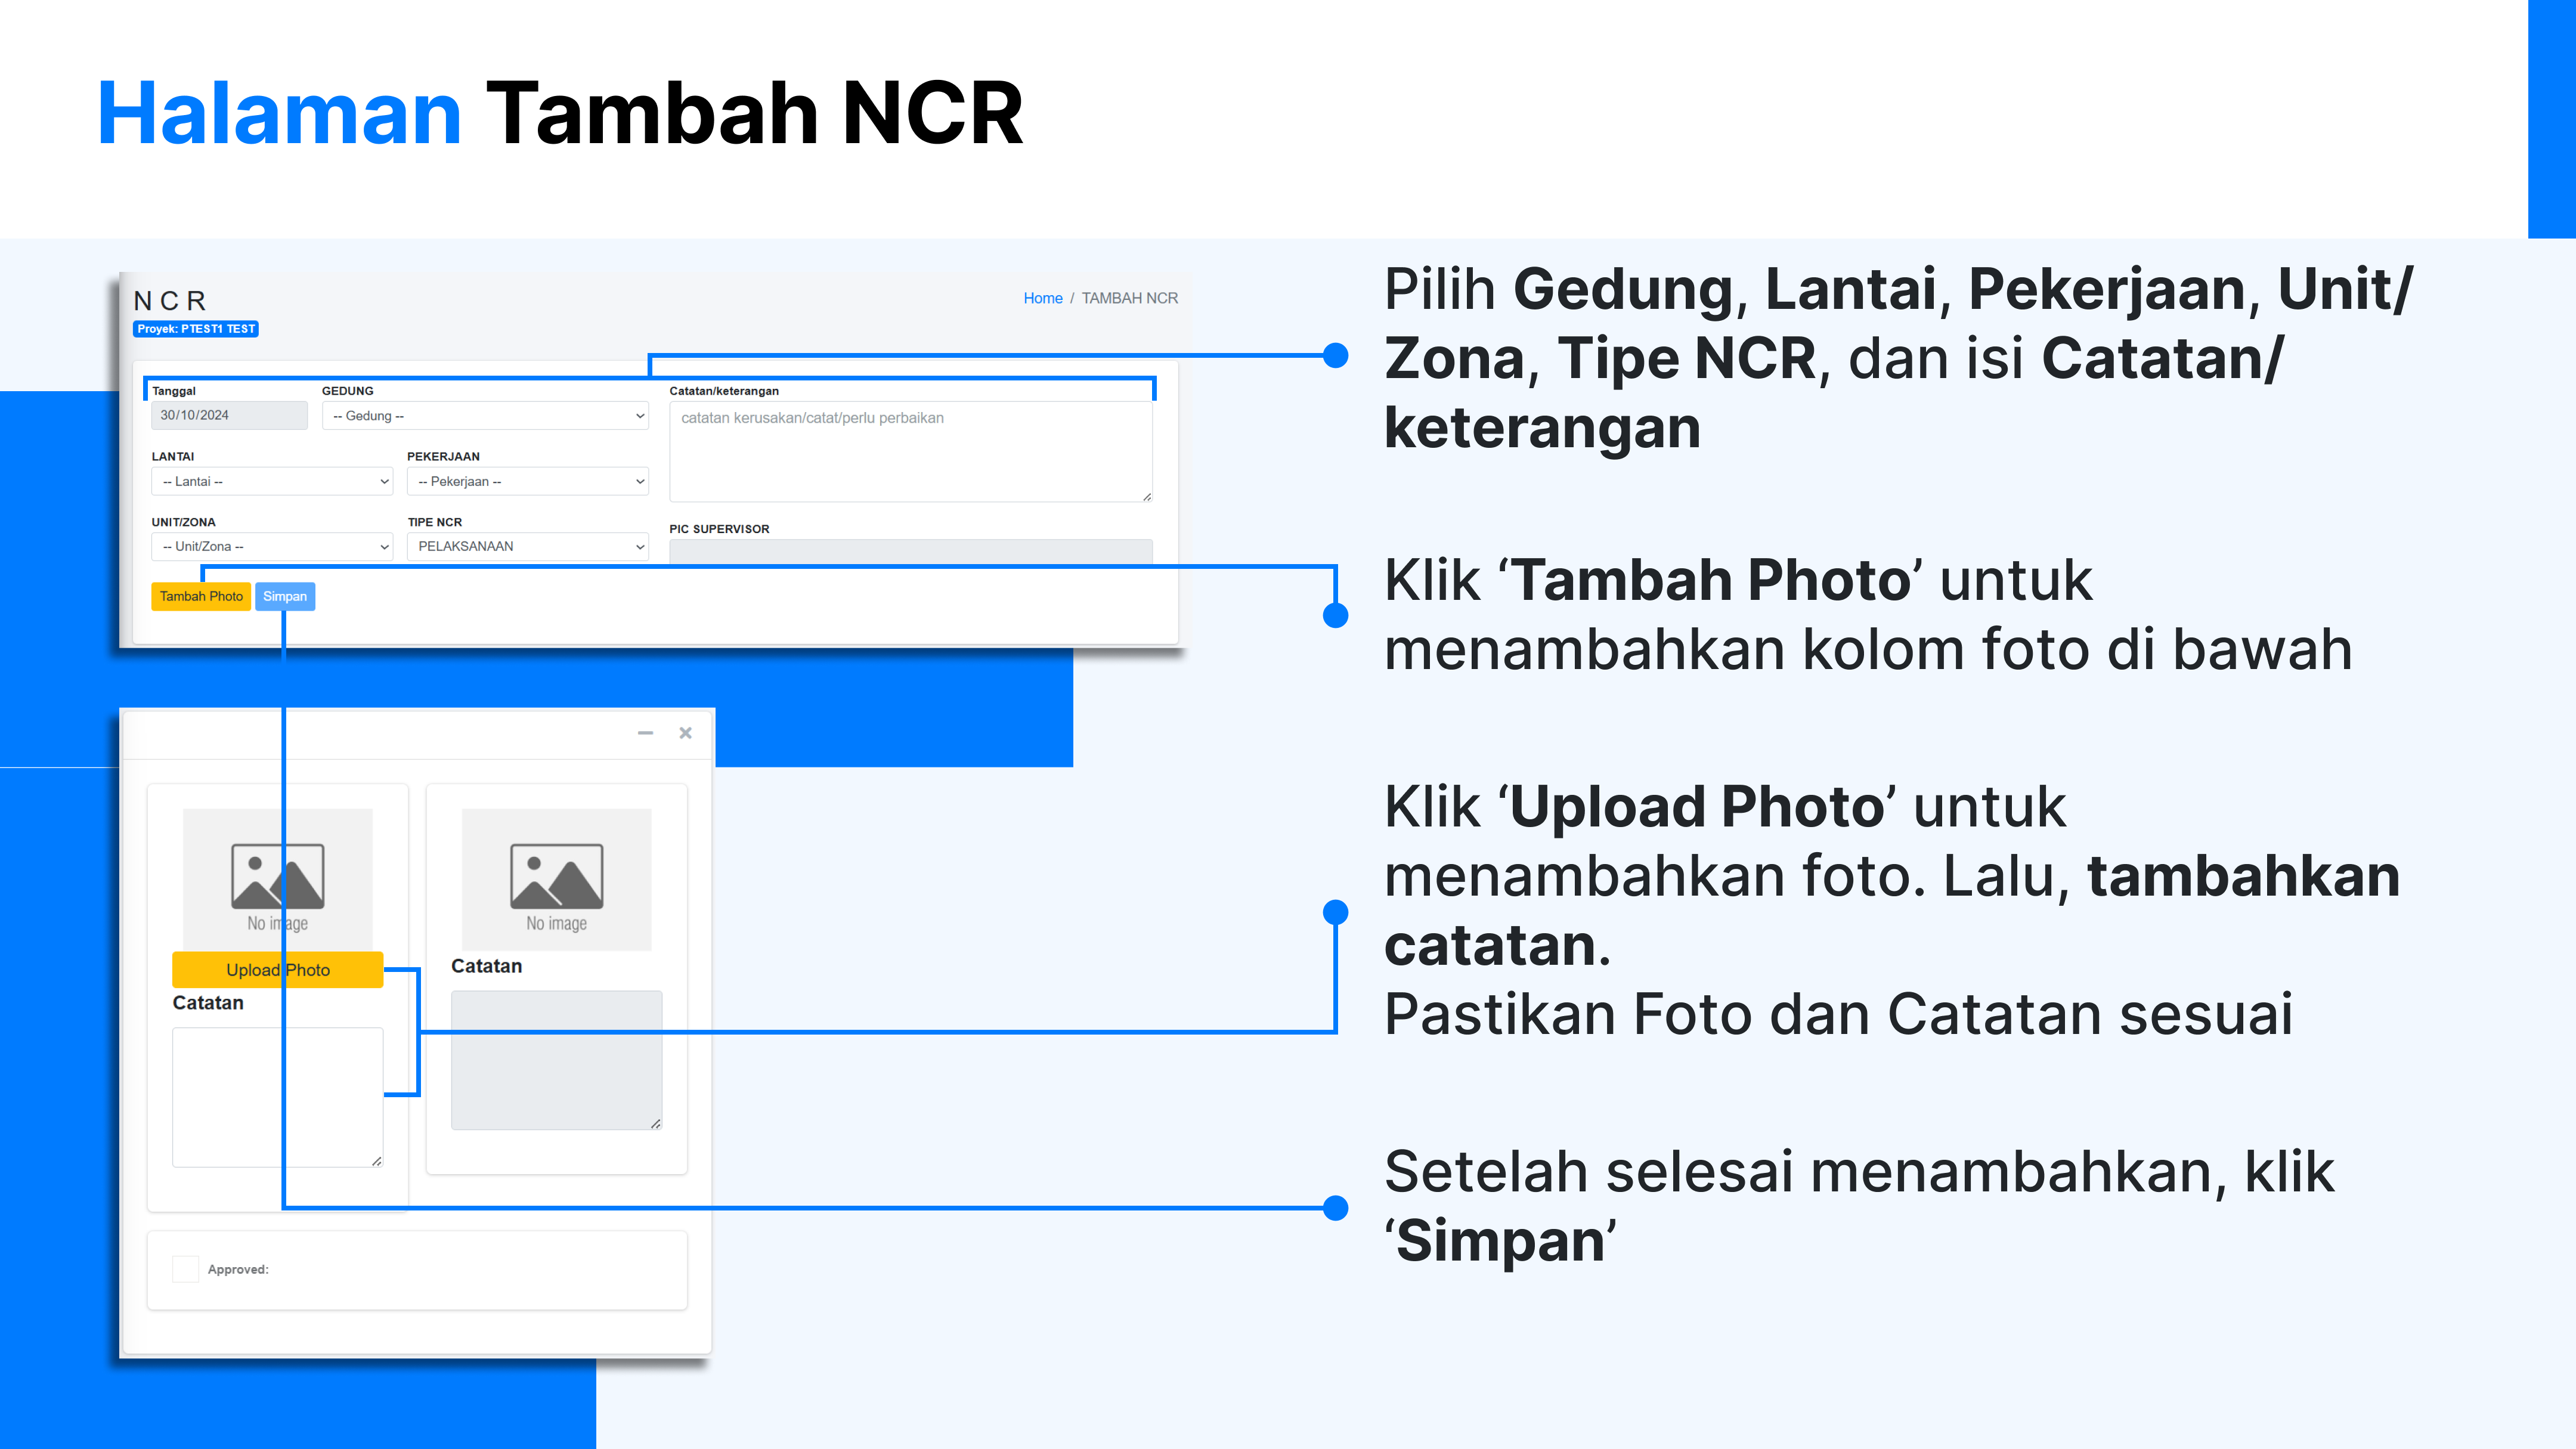 Halaman Tambah NCR
N C R
Home / TAMBAH NCR
Proyek: PTEST1 TEST
Tanggal
GEDUNG
Catatan/keterangan
30/10/2024
-- Gedung --
catatan kerusakan/catat/perlu perbaikan
LANTAI
PEKERJAAN
-- Lantai --
-- Pekerjaan --
UNIT/ZONA
TIPE NCR
PIC SUPERVISOR
-- Unit/Zona --
PELAKSANAAN
Tambah Photo
Simpan
No image
Upload Photo
Catatan
No image
Catatan
Approved:
Pilih Gedung, Lantai, Pekerjaan, Unit/
Zona, Tipe NCR, dan isi Catatan/
keterangan
Klik ‘Tambah Photo’ untuk
menambahkan kolom foto di bawah
Klik ‘Upload Photo’ untuk
menambahkan foto. Lalu, tambahkan
catatan.
Pastikan Foto dan Catatan sesuai
Setelah selesai menambahkan, klik
‘Simpan’